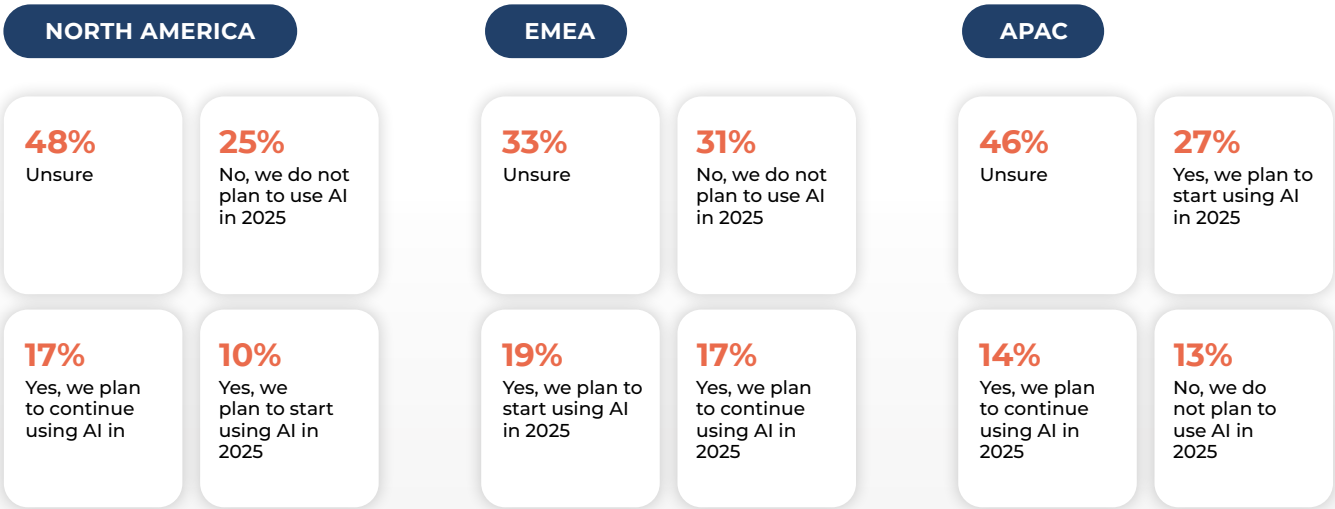 NORTH AMERICA
48%
Unsure
25%
No, we do not
plan to use AI
in 2025
17%
Yes, we plan
to continue
using AI in
10%
Yes, we
plan to start
using AI in
2025
EMEA
33%
Unsure
31%
No, we do not
plan to use AI
in 2025
19%
Yes, we plan to
start using AI
in 2025
17%
Yes, we plan
to continue
using AI in
2025
APAC
46%
Unsure
27%
Yes, we plan to
start using AI
in 2025
14%
Yes, we plan
to continue
using AI in
2025
13%
No, we do
not plan to
use AI in
2025